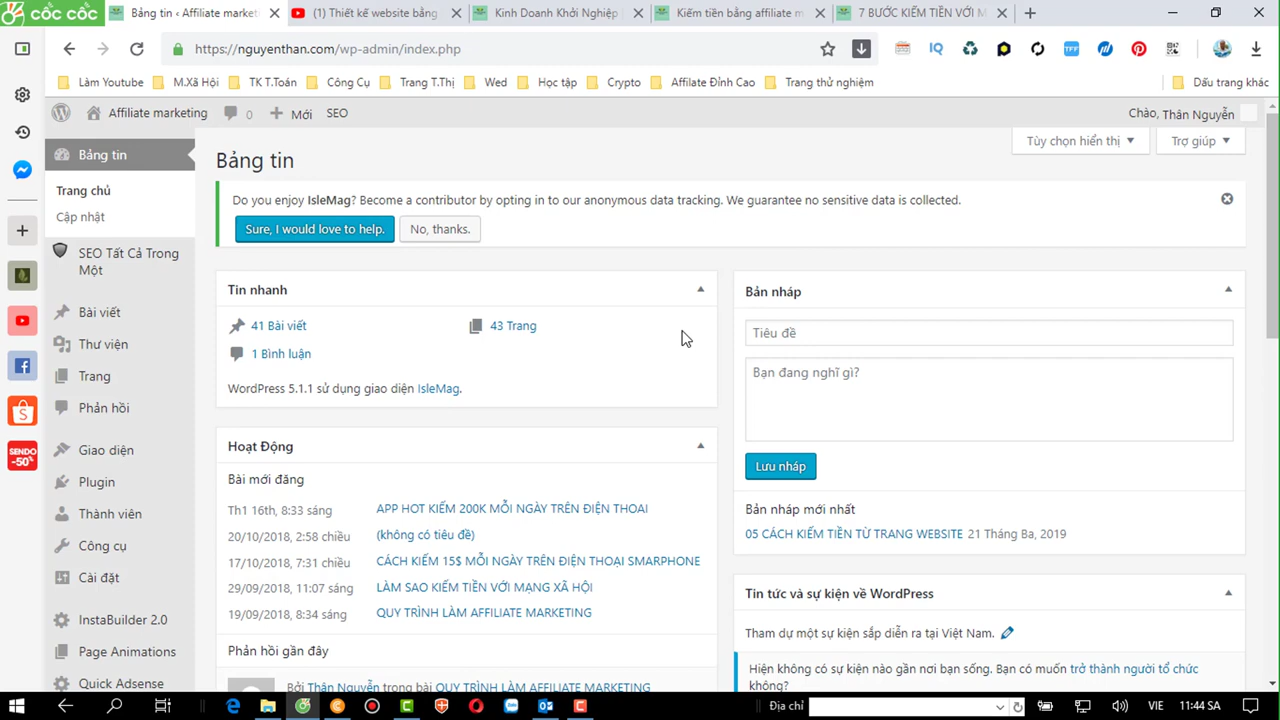 cốc cốc
Bảng tin ‹ Affiliate marketi
(1) Thiết kế website bằng
Kinh Doanh Khởi Nghiệp
Kiếm tiền bằng affiliate m
7 BƯỚC KIẾM TIỀN VỚI M
https://nguyenthan.com/wp-admin/index.php
IQ
TFF
Làm Youtube
M.Xã Hội
TK T.Toán
Công Cụ
Trang T.Thị
Wed
Học tập
Crypto
Affilate Đỉnh Cao
Trang thử nghiệm
Dấu trang khác
Affiliate marketing
0
Mới
SEO
Chào, Thân Nguyễn
Bảng tin
Trang chủ
Cập nhật
SEO Tất Cả Trong
Một
Bài viết
Thư viện
Trang
Phản hồi
Giao diện
Plugin
Thành viên
Công cụ
Cài đặt
InstaBuilder 2.0
Page Animations
Quick Adsense
SENDO
-50%
Tùy chọn hiển thị
Trợ giúp
Bảng tin
Do you enjoy IsleMag? Become a contributor by opting in to our anonymous data tracking. We guarantee no sensitive data is collected.
Sure, I would love to help.
No, thanks.
Tin nhanh
41 Bài viết
43 Trang
1 Bình luận
WordPress 5.1.1 sử dụng giao diện IsleMag.
Hoạt Động
Bài mới đăng
Th1 16th, 8:33 sáng
APP HOT KIẾM 200K MỖI NGÀY TRÊN ĐIỆN THOẠI
20/10/2018, 2:58 chiều
(không có tiêu đề)
17/10/2018, 7:31 chiều
CÁCH KIẾM 15$ MỖI NGÀY TRÊN ĐIỆN THOẠI SMARPHONE
29/09/2018, 11:07 sáng
LÀM SAO KIẾM TIỀN VỚI MẠNG XÃ HỘI
19/09/2018, 8:34 sáng
QUY TRÌNH LÀM AFFILIATE MARKETING
Phản hồi gần đây
Bởi Thân Nguyễn trong bài QUY TRÌNH LÀM AFFILIATE MARKETING
Bản nháp
Tiêu đề
Bạn đang nghĩ gì?
Lưu nháp
Bản nháp mới nhất
05 CÁCH KIẾM TIỀN TỪ TRANG WEBSITE 21 Tháng Ba, 2019
Tin tức và sự kiện về WordPress
Tham dự một sự kiện sắp diễn ra tại Việt Nam.
Hiện không có sự kiện nào gần nơi bạn sống. Bạn có muốn trở thành người tổ chức
không?
Địa chỉ
VIE
11:44 SA